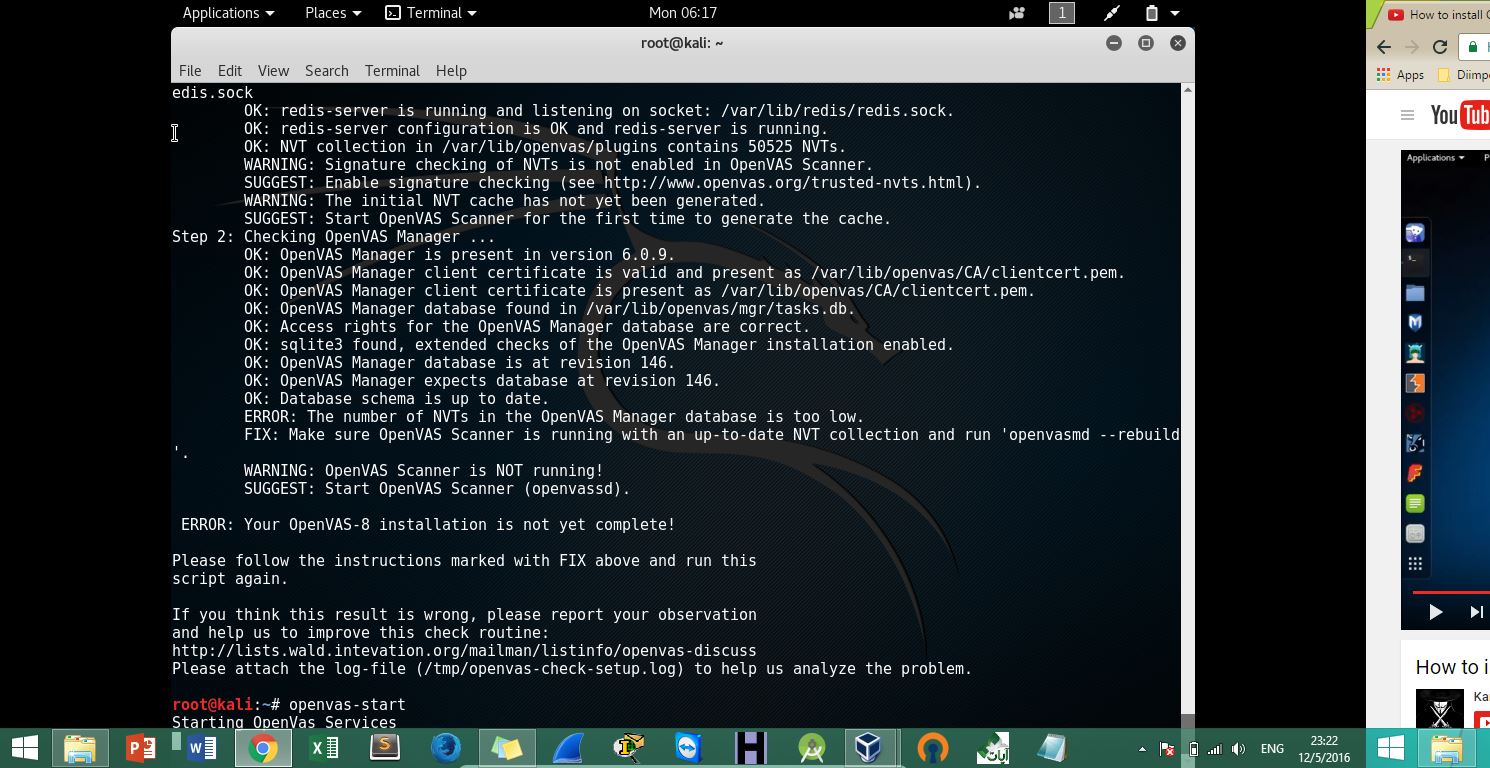 Applications Places Terminal Mon 06:17 1
root@kali: ~
File Edit View Search Terminal Help
edis.sock
OK: redis-server is running and listening on socket: /var/lib/redis/redis.sock.
OK: redis-server configuration is OK and redis-server is running.
OK: NVT collection in /var/lib/openvas/plugins contains 50525 NVTs.
WARNING: Signature checking of NVTs is not enabled in OpenVAS Scanner.
SUGGEST: Enable signature checking (see http://www.openvas.org/trusted-nvts.html).
WARNING: The initial NVT cache has not yet been generated.
SUGGEST: Start OpenVAS Scanner for the first time to generate the cache.
Step 2: Checking OpenVAS Manager ...
OK: OpenVAS Manager is present in version 6.0.9.
OK: OpenVAS Manager client certificate is valid and present as /var/lib/openvas/CA/clientcert.pem.
OK: OpenVAS Manager client certificate is present as /var/lib/openvas/CA/clientcert.pem.
OK: OpenVAS Manager database found in /var/lib/openvas/mgr/tasks.db.
OK: Access rights for the OpenVAS Manager database are correct.
OK: sqlite3 found, extended checks of the OpenVAS Manager installation enabled.
OK: OpenVAS Manager database is at revision 146.
OK: OpenVAS Manager expects database at revision 146.
OK: Database schema is up to date.
ERROR: The number of NVTs in the OpenVAS Manager database is too low.
FIX: Make sure OpenVAS Scanner is running with an up-to-date NVT collection and run 'openvasmd --rebuild
'.
WARNING: OpenVAS Scanner is NOT running!
SUGGEST: Start OpenVAS Scanner (openvassd).
ERROR: Your OpenVAS-8 installation is not yet complete!
Please follow the instructions marked with FIX above and run this
script again.
If you think this result is wrong, please report your observation
and help us to improve this check routine:
http://lists.wald.intevation.org/mailman/listinfo/openvas-discuss
Please attach the log-file (/tmp/openvas-check-setup.log) to help us analyze the problem.
root@kali:~# openvas-start
Starting OpenVas Services
ENG
23:22
12/5/2016
How to install
Apps Diimp
YouTub
Applications P
How to i
Ka